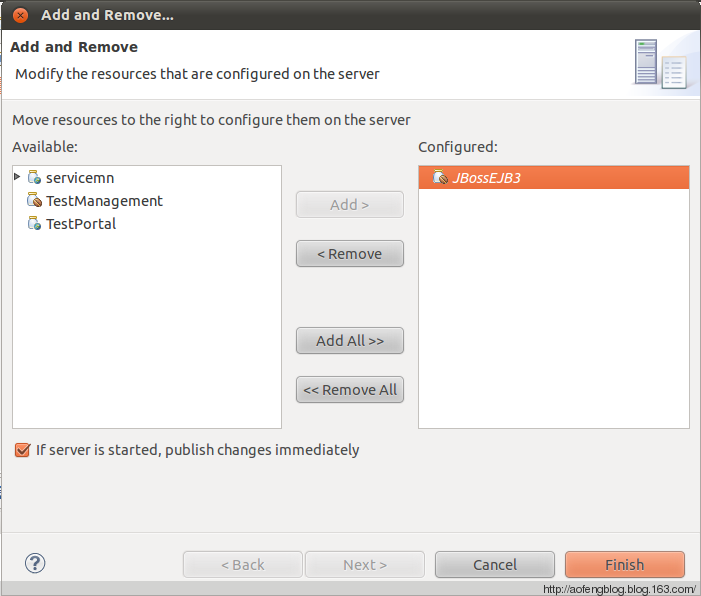 Add and Remove...
Add and Remove
Modify the resources that are configured on the server
Move resources to the right to configure them on the server
Available:
servicemn
TestManagement
TestPortal
Add >
< Remove
Add All >>
<< Remove All
Configured:
JBossEJB3
If server is started, publish changes immediately
?
< Back
Next >
Cancel
Finish
http://aofengblog.blog.163.com/